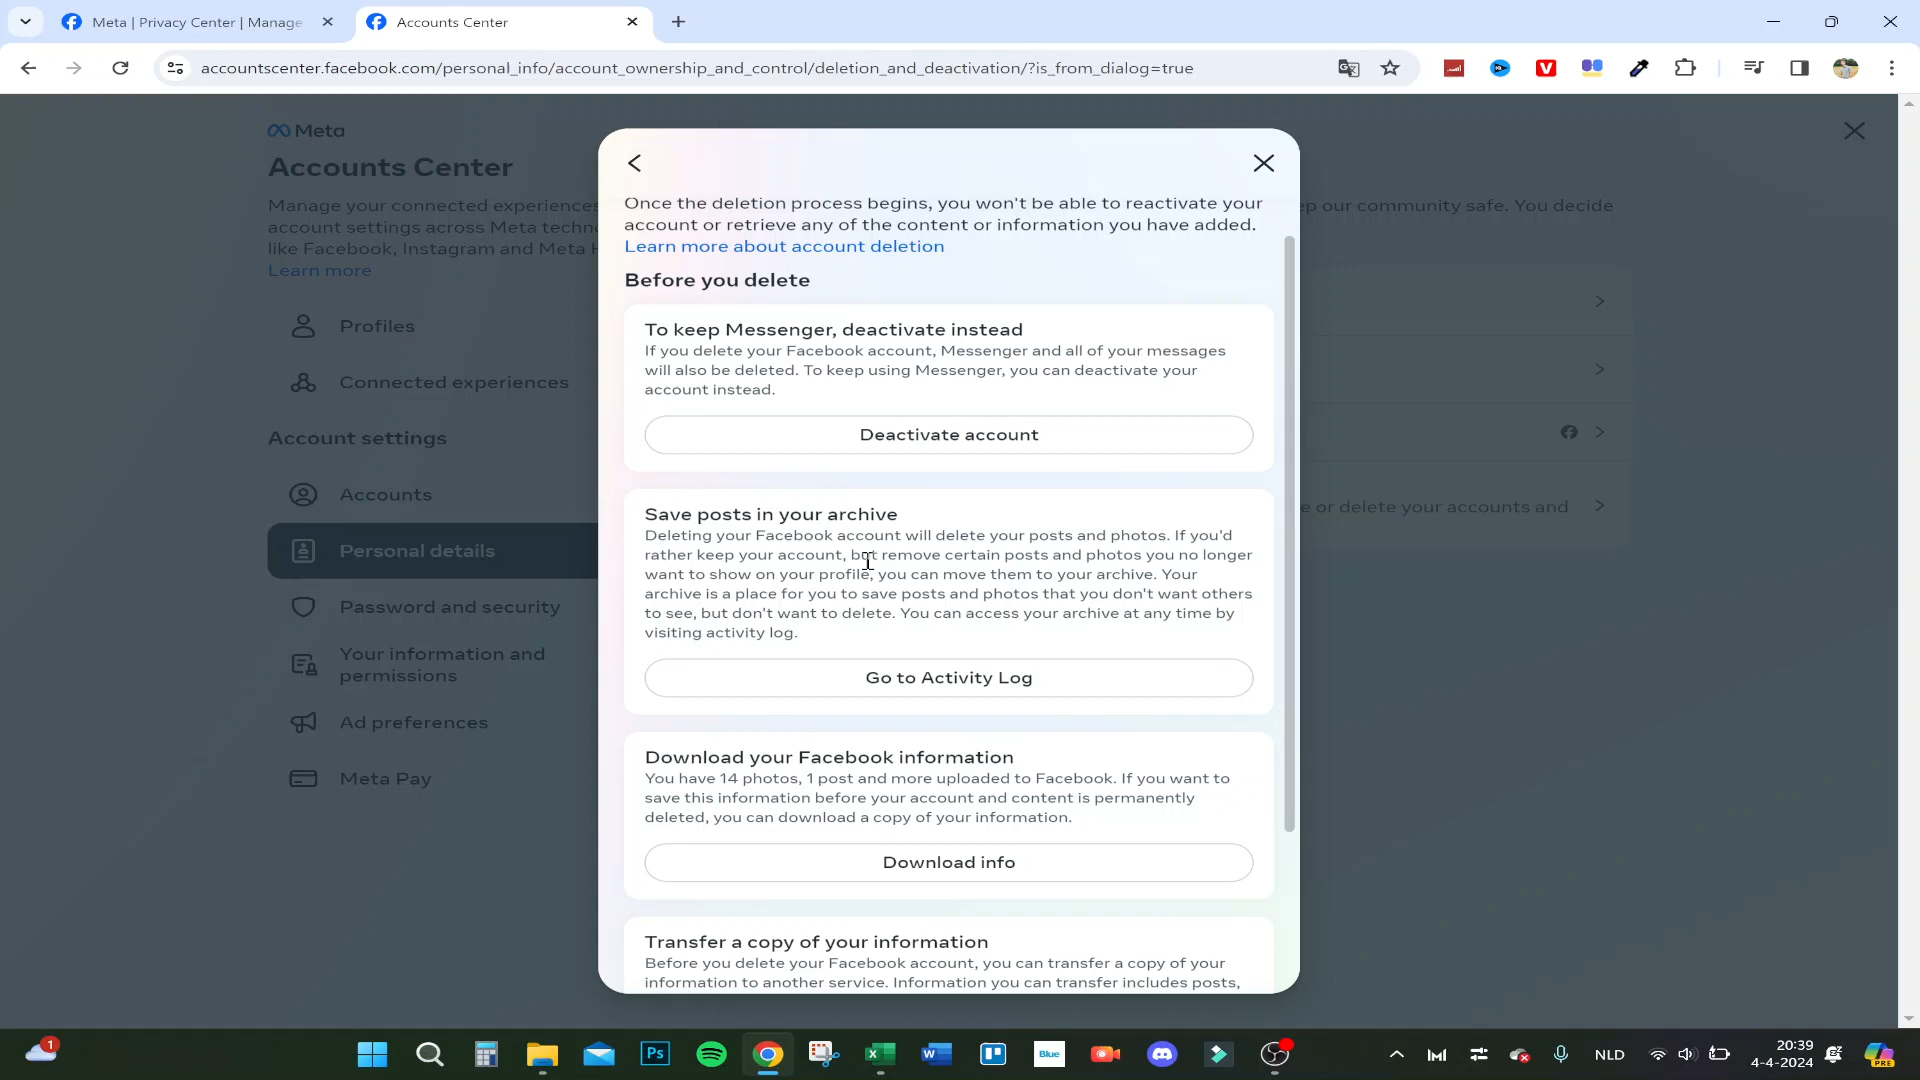 Meta | Privacy Center | Manage
Accounts Center
accountscenter.facebook.com/personal_info/account_ownership_and_control/deletion_and_deactivation/?is_from_dialog=true
Meta
Accounts Center
Manage your connected experiences
account settings across Meta techno
like Facebook, Instagram and Meta H
Learn more
Profiles
Connected experiences
Account settings
Accounts
Personal details
Password and security
Your information and
permissions
Ad preferences
Meta Pay
Once the deletion process begins, you won't be able to reactivate your
account or retrieve any of the content or information you have added.
Learn more about account deletion
Before you delete
To keep Messenger, deactivate instead
If you delete your Facebook account, Messenger and all of your messages
will also be deleted. To keep using Messenger, you can deactivate your
account instead.
Deactivate account
Save posts in your archive
Deleting your Facebook account will delete your posts and photos. If you'd
rather keep your account, but remove certain posts and photos you no longer
want to show on your profile, you can move them to your archive. Your
archive is a place for you to save posts and photos that you don't want others
to see, but don't want to delete. You can access your archive at any time by
visiting activity log.
Go to Activity Log
Download your Facebook information
You have 14 photos, 1 post and more uploaded to Facebook. If you want to
save this information before your account and content is permanently
deleted, you can download a copy of your information.
Download info
Transfer a copy of your information
Before you delete your Facebook account, you can transfer a copy of your
information to another service. Information you can transfer includes posts,
p our community safe. You decide
e or delete your accounts and
1
Ps
Blue
NLD
20:39
4-4-2024
PRE